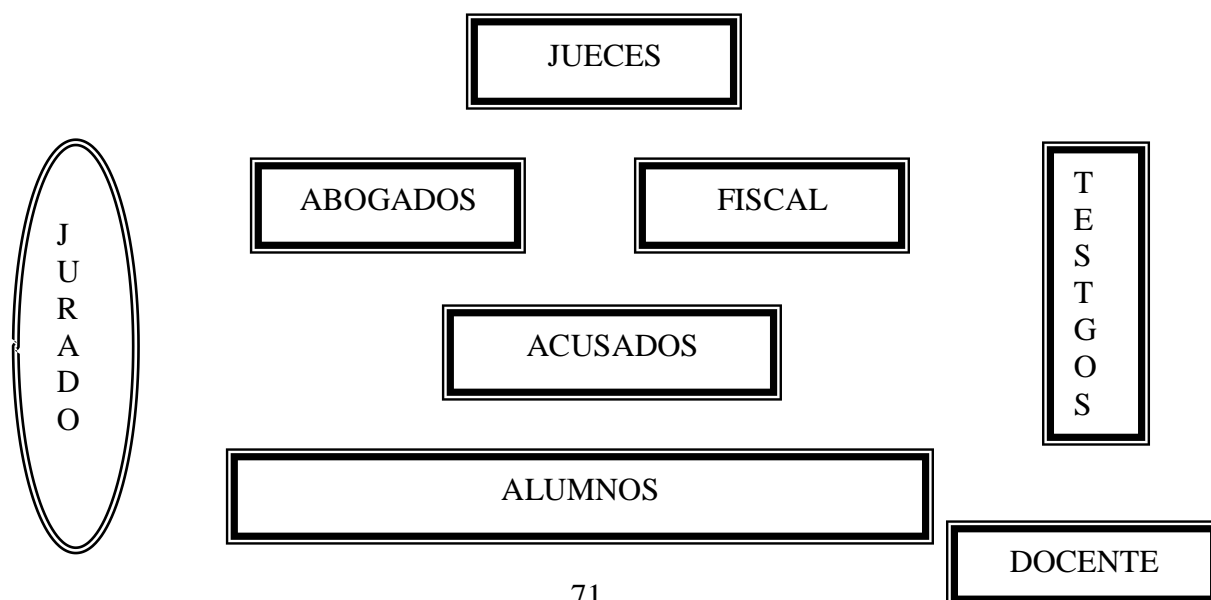 JUECES
ABOGADOS
FISCAL
J
U
R
A
D
O
T
E
S
T
G
O
S
ACUSADOS
ALUMNOS
DOCENTE
71